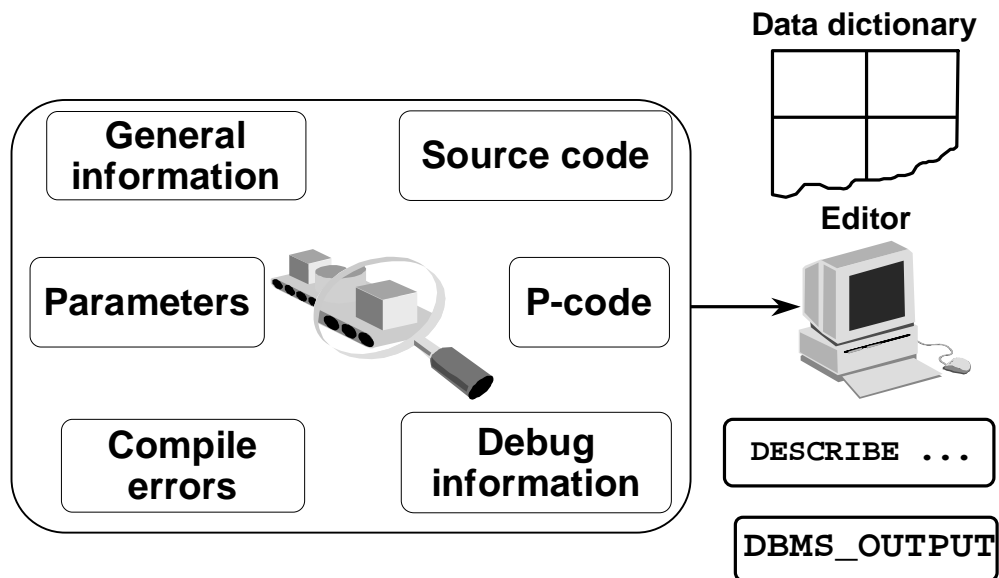 Data dictionary
General
information
Source code
Editor
Parameters
P-code
Compile
errors
Debug
information
DESCRIBE ...
DBMS_OUTPUT